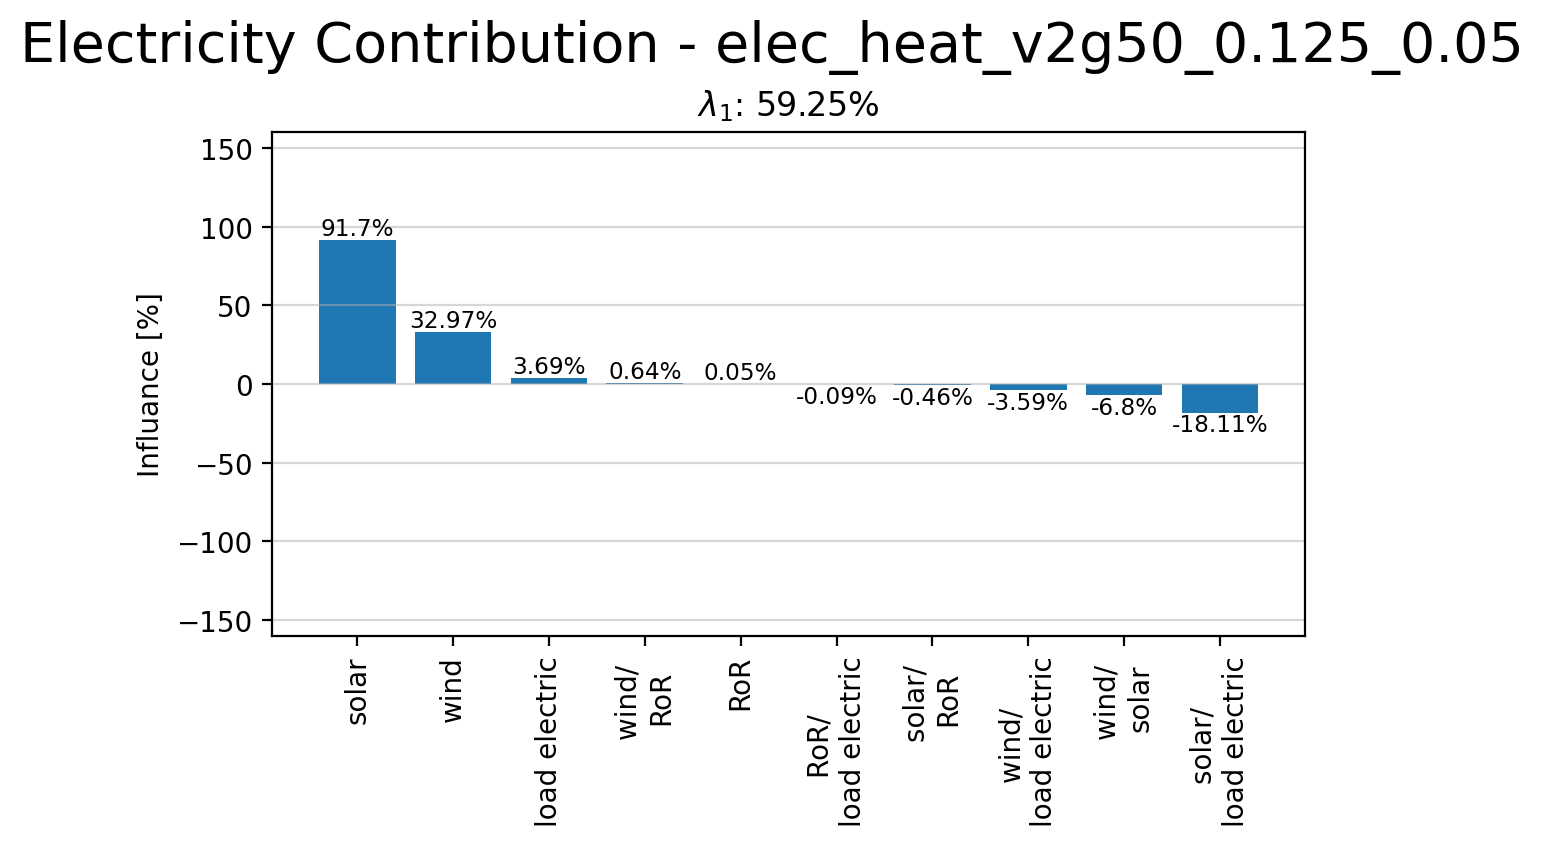 Electricity Contribution - elec_heat_v2g50_0.125_0.05
λ₁: 59.25%
Influance [%]
150
100
50
0
−50
−100
−150
91.7%
32.97%
3.69%
0.64%
0.05%
-0.09%
-0.46%
-3.59%
-6.8%
-18.11%
solar
wind
load electric
wind/
RoR
RoR
RoR/
load electric
solar/
RoR
wind/
load electric
wind/
solar
solar/
load electric